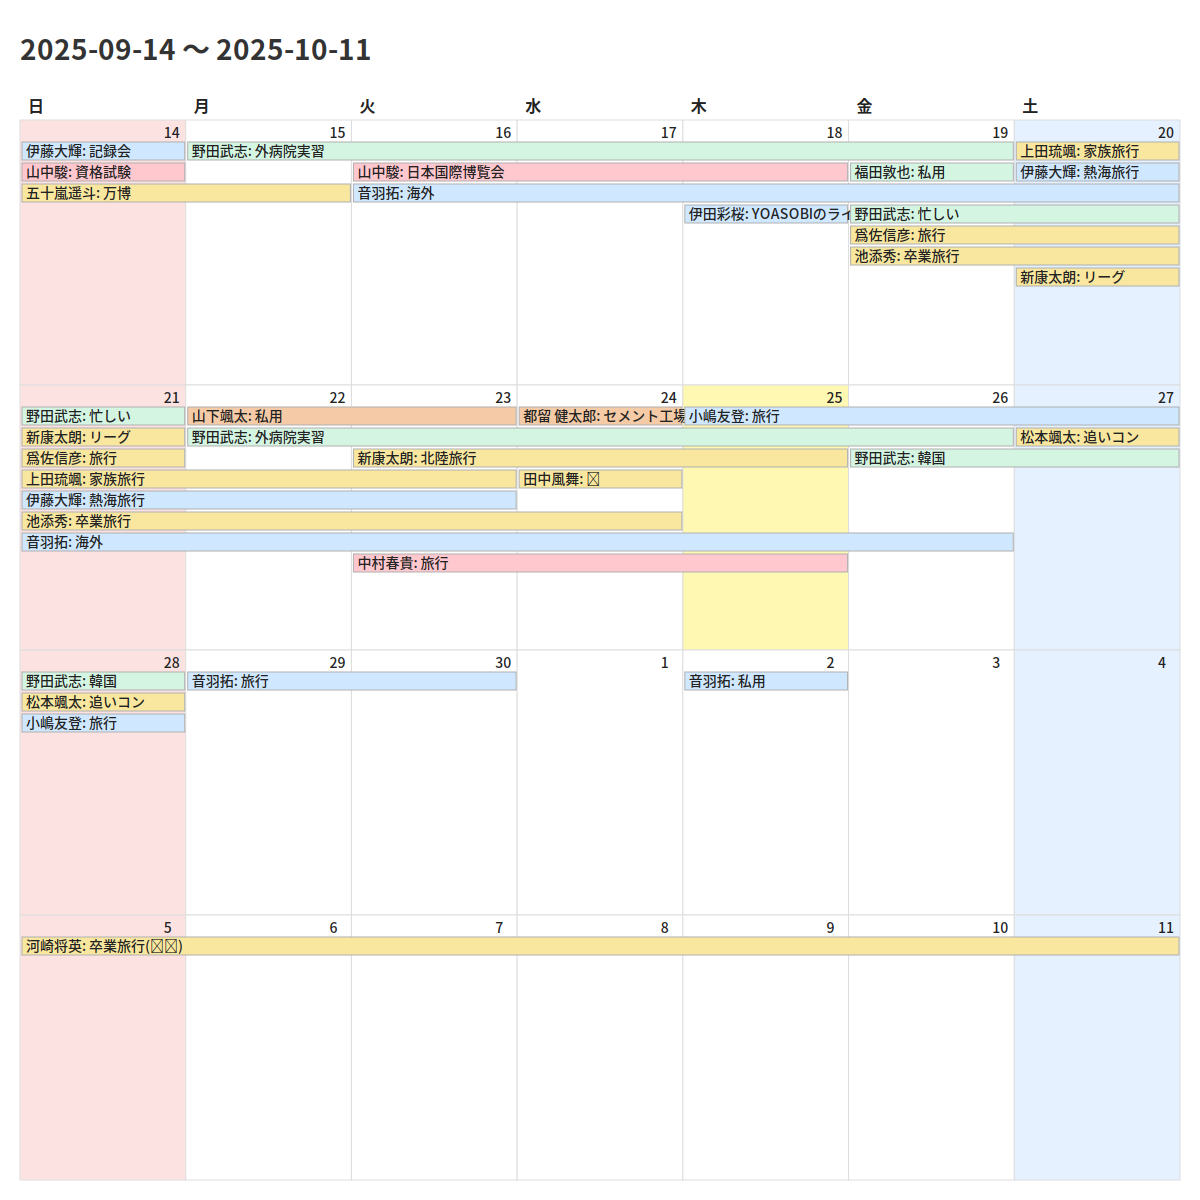 2025-09-14 〜 2025-10-11
日 月 火 水 木 金 土
14 15 16 17 18 19 20
伊藤大輝: 記録会 野田武志: 外病院実習 上田琉颯: 家族旅行
山中駿: 資格試験 山中駿: 日本国際博覧会 福田敦也: 私用 伊藤大輝: 熱海旅行
五十嵐遥斗: 万博 音羽拓: 海外
伊田彩桜: YOASOBIのライ 野田武志: 忙しい
爲佐信彦: 旅行
池添秀: 卒業旅行
新康太朗: リーグ
21 22 23 24 25 26 27
野田武志: 忙しい 山下颯太: 私用 都留 健太郎: セメント工場 小嶋友登: 旅行
新康太朗: リーグ 野田武志: 外病院実習 松本颯太: 追いコン
爲佐信彦: 旅行 新康太朗: 北陸旅行 野田武志: 韓国
上田琉颯: 家族旅行 田中風舞:
伊藤大輝: 熱海旅行
池添秀: 卒業旅行
音羽拓: 海外
中村春貴: 旅行
28 29 30 1 2 3 4
野田武志: 韓国 音羽拓: 旅行 音羽拓: 私用
松本颯太: 追いコン
小嶋友登: 旅行
5 6 7 8 9 10 11
河崎将英: 卒業旅行()